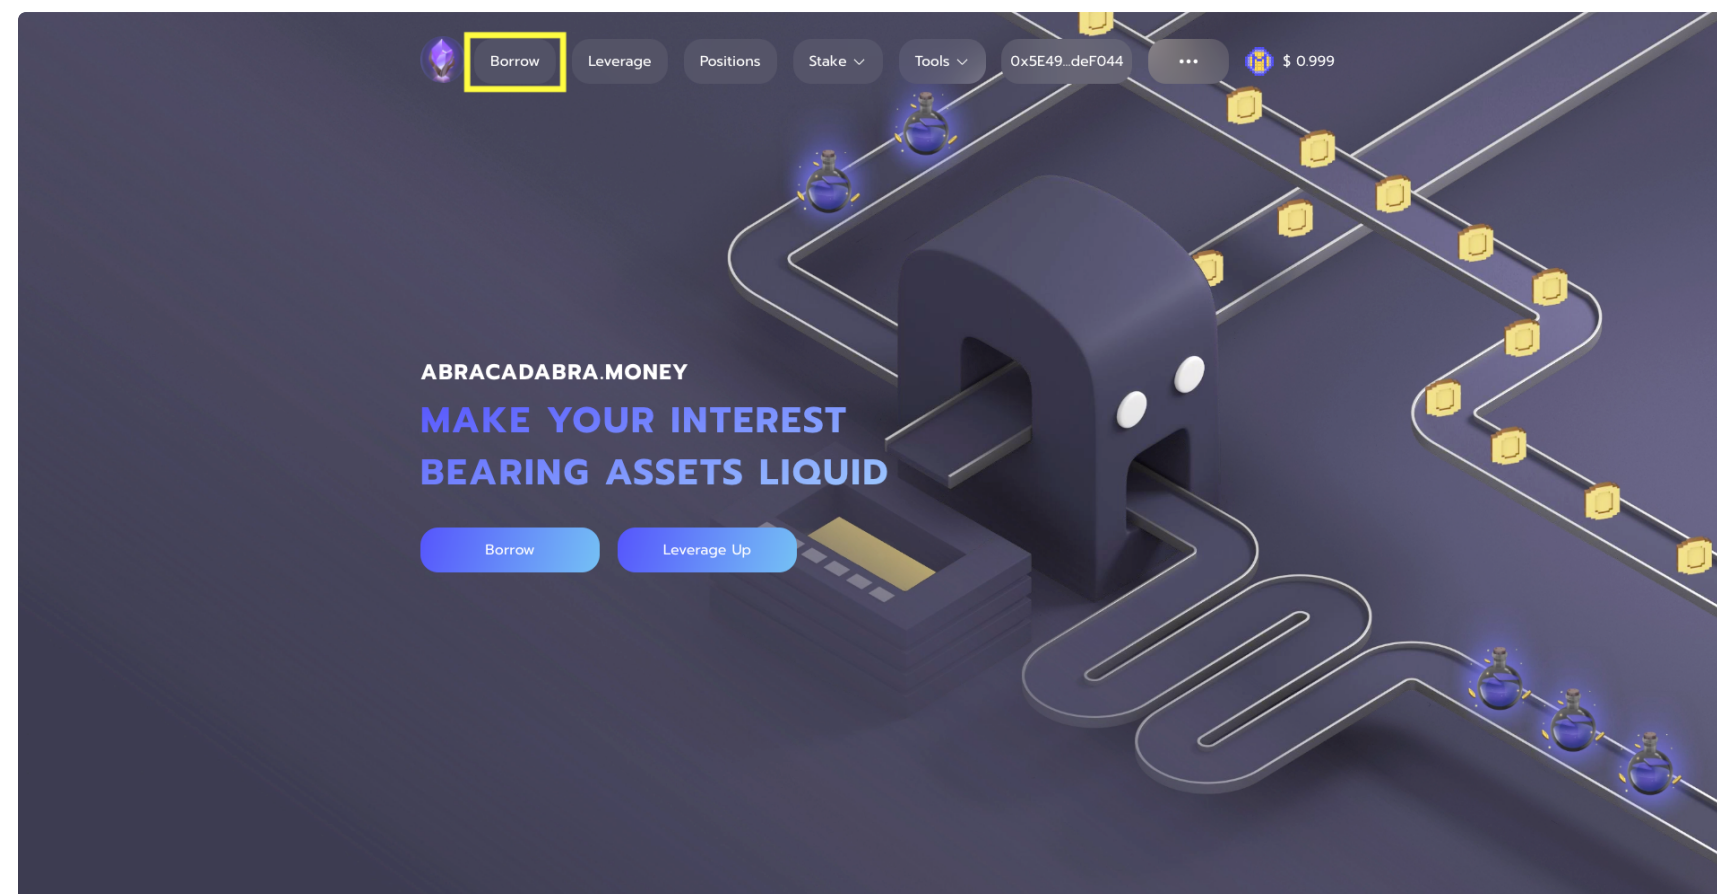 Borrow Leverage Positions Stake Tools 0x5E49...deF044 ••• $ 0.999
ABRACADABRA.MONEY
MAKE YOUR INTEREST
BEARING ASSETS LIQUID
Borrow Leverage Up